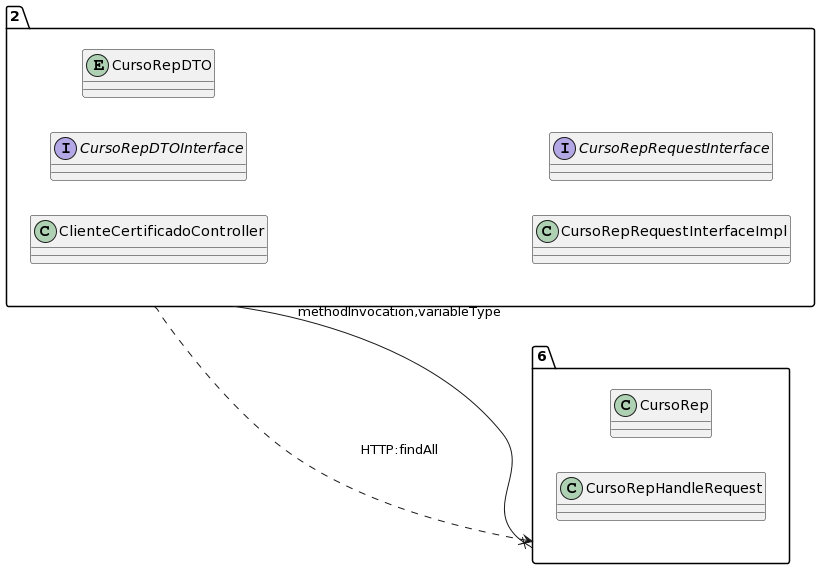 2
E CursoRepDTO
I CursoRepDTOInterface
I CursoRepRequestInterface
C ClienteCertificadoController
C CursoRepRequestInterfaceImpl
methodInvocation,variableType
6
C CursoRep
HTTP:findAll
C CursoRepHandleRequest